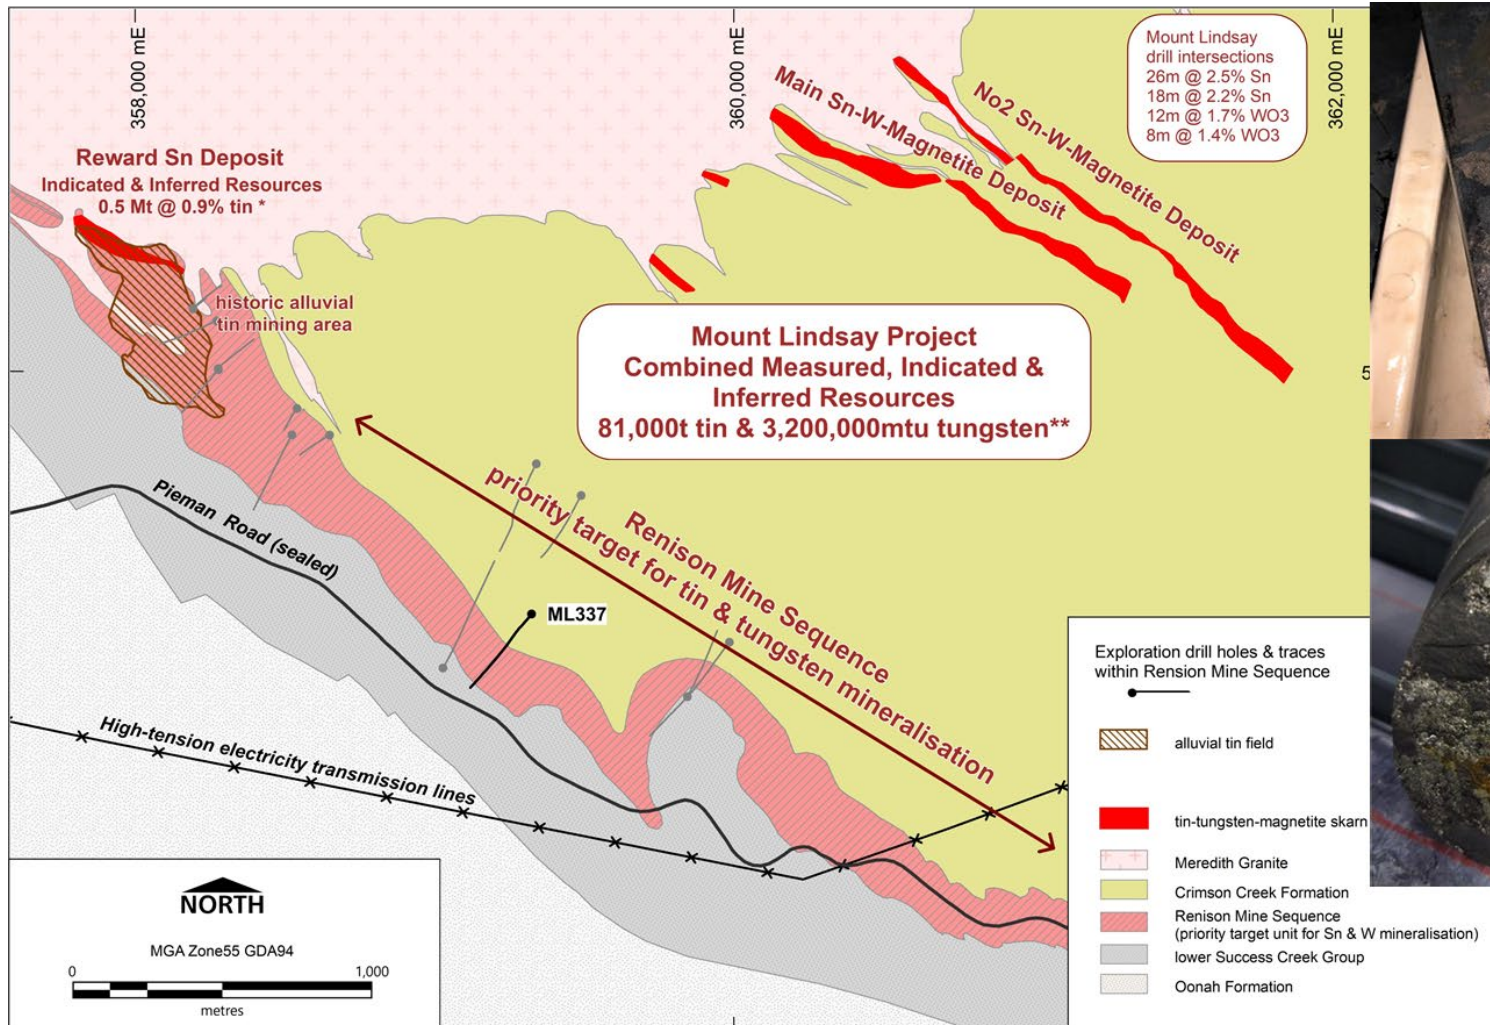 358,000 mE
360,000 mE
362,000 mE
Mount Lindsay
drill intersections
26m @ 2.5% Sn
18m @ 2.2% Sn
12m @ 1.7% WO3
8m @ 1.4% WO3
Main Sn-W-Magnetite Deposit
No2 Sn-W-Magnetite Deposit
Reward Sn Deposit
Indicated & Inferred Resources
0.5 Mt @ 0.9% tin *
historic alluvial
tin mining area
Mount Lindsay Project
Combined Measured, Indicated &
Inferred Resources
81,000t tin & 3,200,000mtu tungsten**
5
Renison Mine Sequence
priority target for tin & tungsten mineralisation
Pieman Road (sealed)
ML337
High-tension electricity transmission lines
NORTH
MGA Zone55 GDA94
0 1,000
metres
Exploration drill holes & traces
within Rension Mine Sequence
alluvial tin field
tin-tungsten-magnetite skarn
Meredith Granite
Crimson Creek Formation
Renison Mine Sequence
(priority target unit for Sn & W mineralisation)
lower Success Creek Group
Oonah Formation